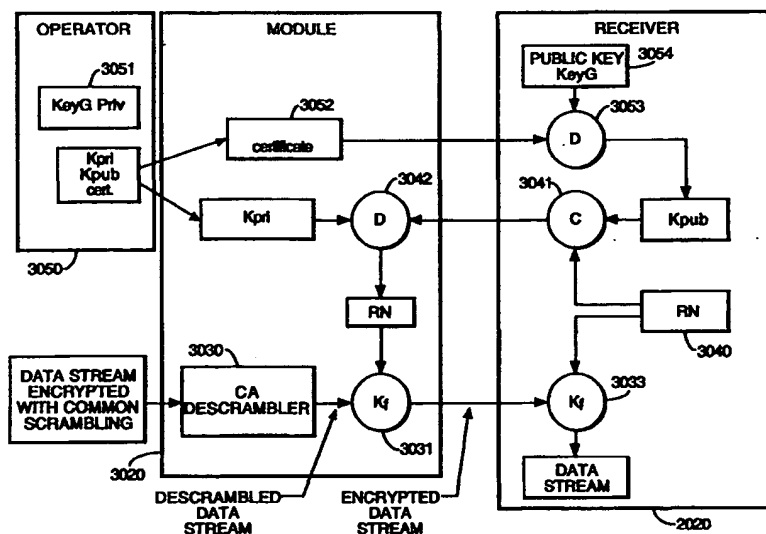 OPERATOR
3051
KeyG Priv
Kpri
Kpub
cert.
3050
MODULE
3052
certificate
3042
Kpri
D
RN
3030
CA
DESCRAMBLER
Kf
3031
3020
DATA STREAM
ENCRYPTED
WITH COMMON
SCRAMBLING
DESCRAMBLED
DATA
STREAM
ENCRYPTED
DATA
STREAM
RECEIVER
PUBLIC KEY
KeyG
3054
3053
D
3041
C
Kpub
RN
3040
3033
Kf
DATA
STREAM
2020